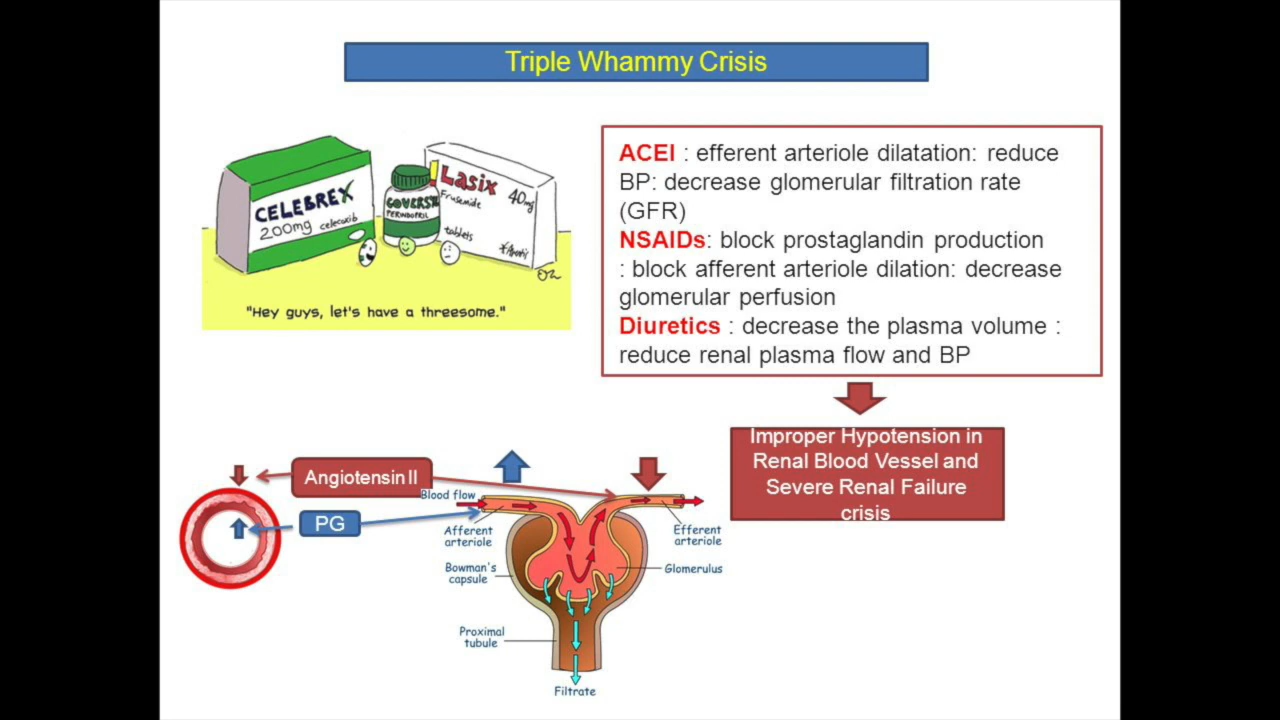 Triple Whammy Crisis
CELEBREX
200mg celecoxib
PERINDOPRIL
Lasix
40mg
Frusemide
tablets
"Hey guys, let's have a threesome."
ACEI : efferent arteriole dilatation: reduce
BP: decrease glomerular filtration rate
(GFR)
NSAIDs: block prostaglandin production
: block afferent arteriole dilation: decrease
glomerular perfusion
Diuretics : decrease the plasma volume :
reduce renal plasma flow and BP
Improper Hypotension in
Renal Blood Vessel and
Severe Renal Failure
crisis
Angiotensin II
PG
Blood flow
Afferent
arteriole
Efferent
arteriole
Bowman's
capsule
Glomerulus
Proximal
tubule
Filtrate